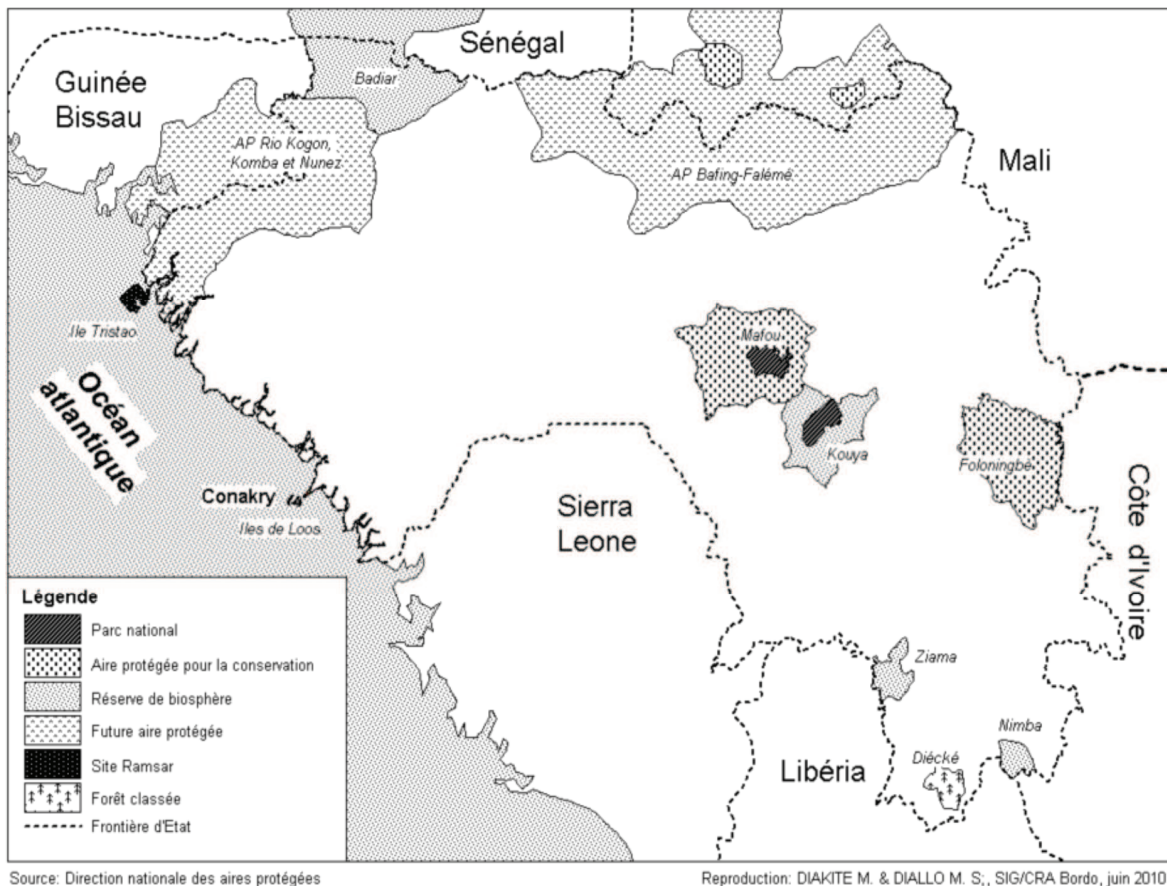 Sénégal
Guinée
Bissau
Badiar
AP Rio Kogon,
Komba et Nunez
AP Bafing-Falémé
Mali
Ile Tristao
Mafou
Océan
atlantique
Kouya
Foloningbé
Conakry
Iles de Loos
Sierra
Leone
Côte d'Ivoire
Légende
Parc national
Aire protégée pour la conservation
Réserve de biosphère
Future aire protégée
Site Ramsar
Forêt classée
Frontière d'Etat
Ziama
Nimba
Diécké
Libéria
Source: Direction nationale des aires protégées
Reproduction: DIAKITE M. & DIALLO M. S;, SIG/CRA Bordo, juin 2010